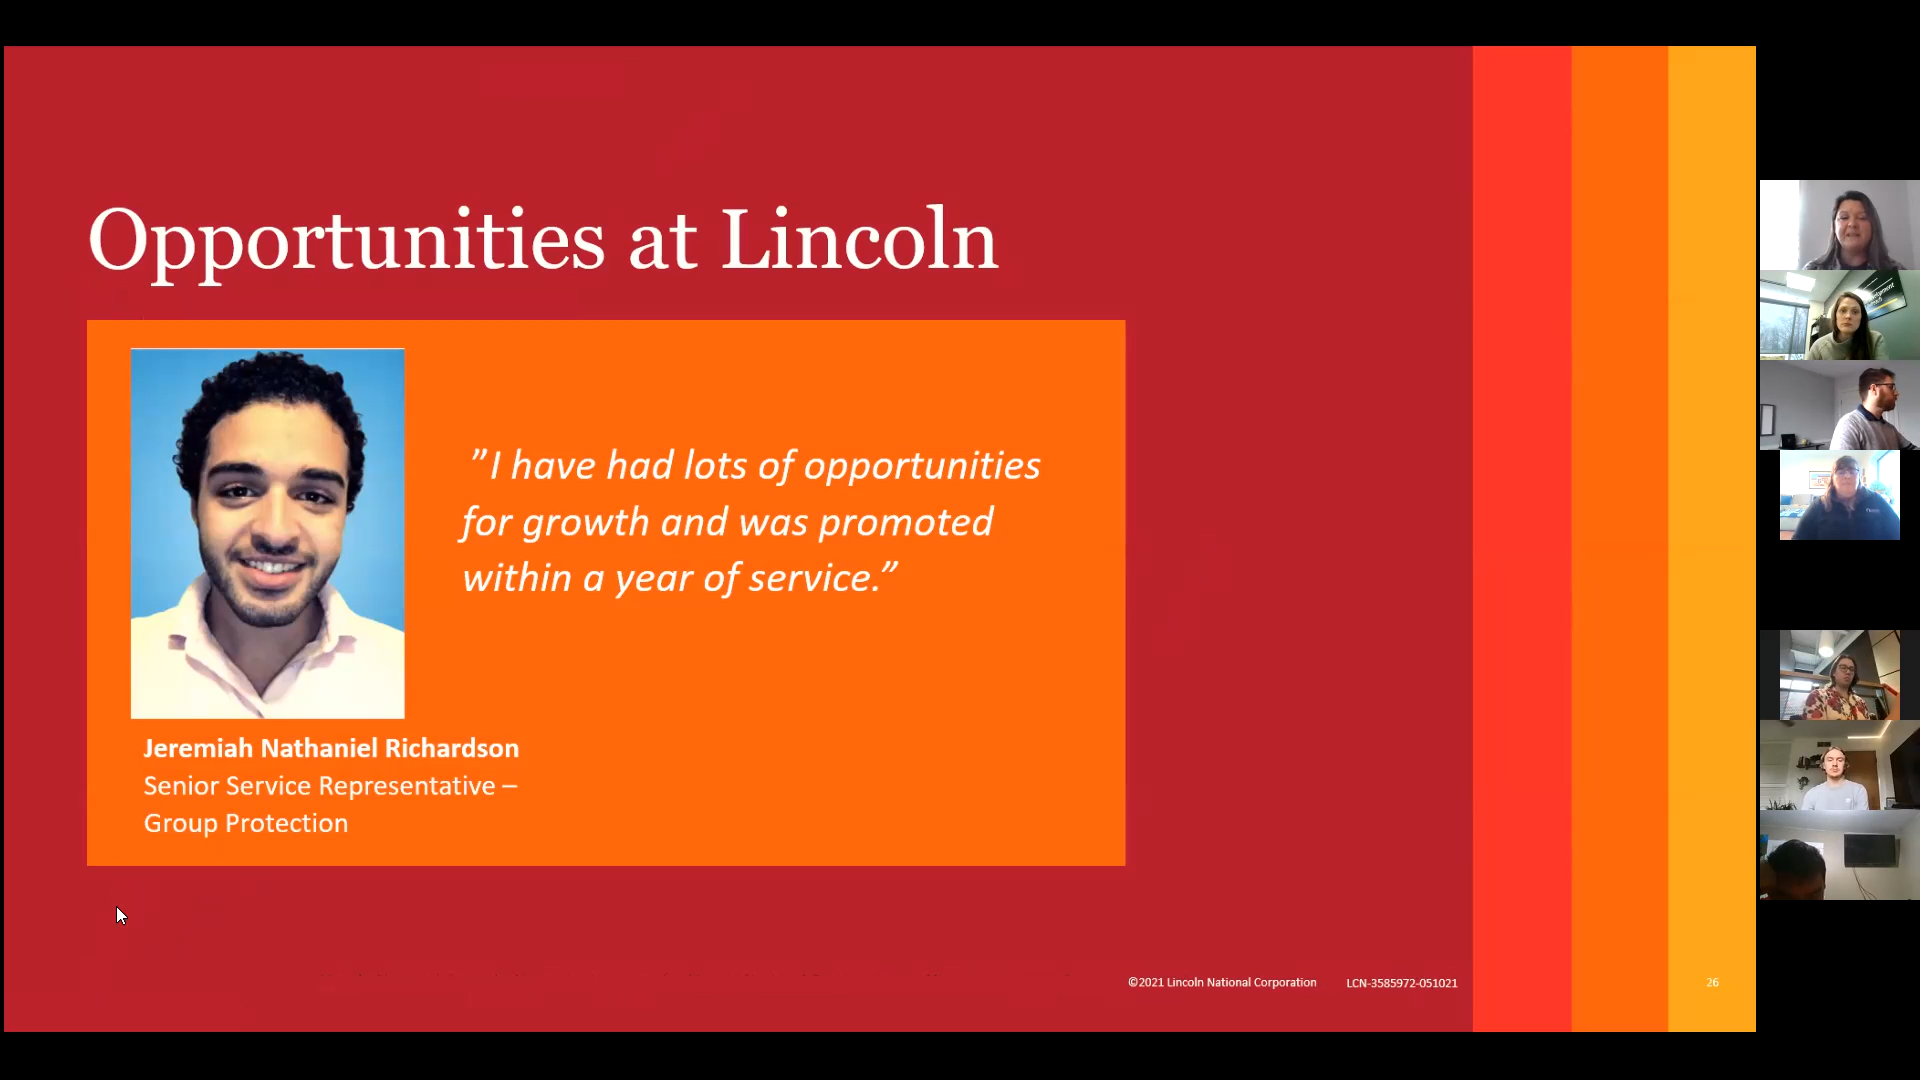 Opportunities at Lincoln
”I have had lots of opportunities
for growth and was promoted
within a year of service.”
Jeremiah Nathaniel Richardson
Senior Service Representative –
Group Protection
©2021 Lincoln National Corporation
LCN-3585972-051021
26